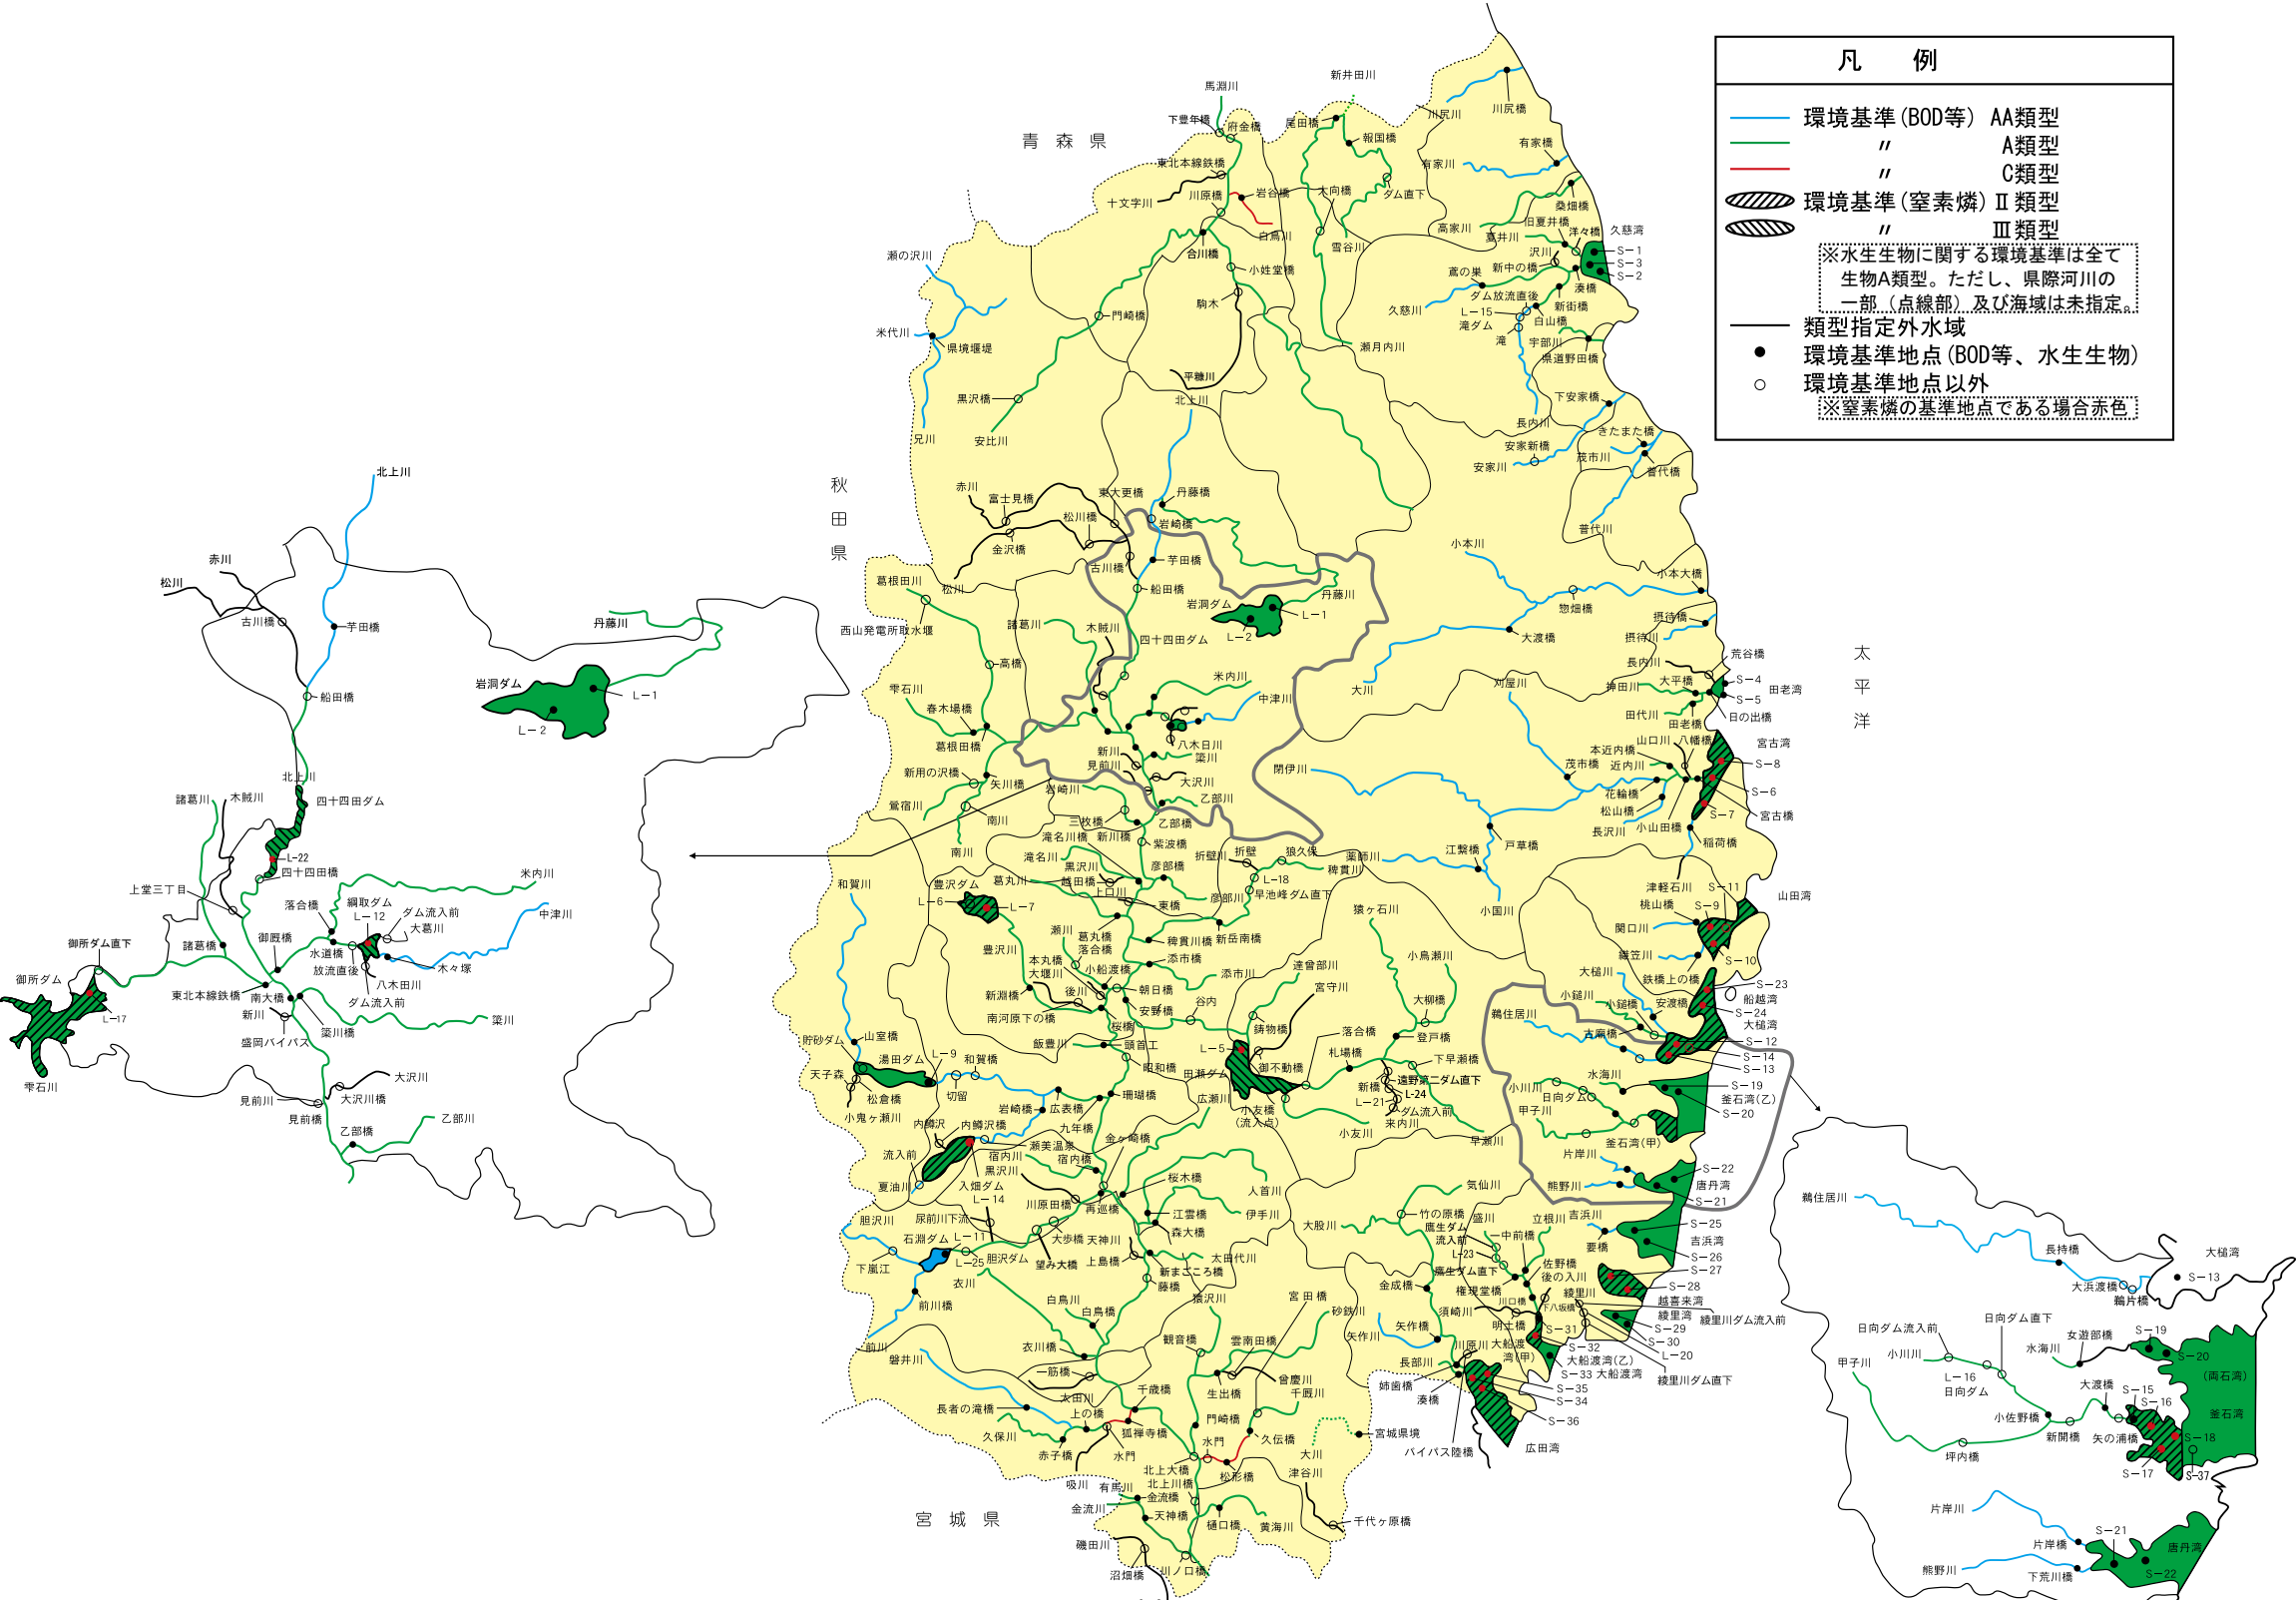 凡　例
環境基準(BOD等) AA類型
〃 A類型
〃 C類型
環境基準(窒素燐)Ⅱ類型
〃 Ⅲ類型
※水生生物に関する環境基準は全て
生物A類型。ただし、県際河川の
一部（点線部）及び海域は未指定。
類型指定外水域
環境基準地点(BOD等、水生生物)
環境基準地点以外
※窒素燐の基準地点である場合赤色
青森県
秋田県
宮城県
太平洋
馬淵川
新井田川
下豊年橋
府金橋
尾田橋
報国橋
川尻川
川尻橋
有家橋
有家川
東北本線鉄橋
十文字川
川原橋
岩谷橋
大向橋
ダム直下
白鳥川
雪谷川
高家川
桑畑橋
旧夏井橋
夏井川
洋々橋
久慈湾
S-1
S-3
S-2
沢川
新中の橋
鳶の巣
湊橋
合川橋
小姓堂橋
駒木
瀬の沢川
米代川
県境堰堤
門崎橋
黒沢橋
安比川
兄川
平糠川
北上川
瀬月内川
久慈川
ダム放流直後
L-15
滝ダム
滝
新街橋
白山橋
宇部川
県道野田橋
長内川
下安家橋
安家新橋
安家川
きたまた橋
茂市川
普代橋
普代川
赤川
富士見橋
東大更橋
丹藤橋
松川橋
岩崎橋
金沢橋
古川橋
芋田橋
松川
船田橋
岩洞ダム
丹藤川
L-1
L-2
葛根田川
西山発電所取水堰
諸葛川
木賊川
四十四田ダム
高橋
雫石川
春木場橋
葛根田橋
米内川
中津川
新用の沢橋
矢川橋
鴬宿川
南川
南川
新川
見前川
八木田川
簗川
大沢川
乙部川
岩崎川
三枚橋
乙部橋
紫波橋
小本川
小本大橋
惣畑橋
大渡橋
大川
摂待橋
摂待川
長内川
荒谷橋
神田川
大平橋
S-4
S-5
田老湾
田代川
田老橋
日の出橋
刈屋川
閉伊川
茂市橋
山口川
八幡橋
本近内橋
近内川
宮古湾
S-8
S-6
宮古橋
S-7
花輪橋
松山橋
長沢川
小山田橋
稲荷橋
戸草橋
江繋橋
薬師川
小国川
津軽石川
S-11
S-9
桃山橋
関口川
S-10
山田湾
織笠川
鉄橋上の橋
S-23
船越湾
S-24
大槌湾
S-12
S-14
S-13
大槌川
小鎚川
小鎚橋
安渡橋
古廟橋
鵜住居川
和賀川
滝名川橋
新川橋
滝名川
黒沢川
彦部橋
彦部川
折壁川
折壁
狼久保
稗貫川
L-18
早池峰ダム直下
豊沢ダム
L-6
L-7
葛丸川
越田橋
上口川
東橋
豊沢川
瀬川
葛丸橋
落合橋
稗貫川橋
新岳南橋
添市橋
添市川
本丸橋
大堰川
小船渡橋
朝日橋
新淵橋
後川
安野橋
谷内
南河原下の橋
桜橋
飯豊川
頭首工
昭和橋
珊瑚橋
達曽部川
宮守川
鋳物橋
落合橋
L-5
田瀬ダム
御不動橋
小友橋
(流入点)
小友川
札場橋
猿ヶ石川
小烏瀬川
大柳橋
登戸橋
下早瀬橋
遠野第二ダム直下
新橋
L-24
L-21
ダム流入前
来内川
早瀬川
山室橋
貯砂ダム
湯田ダム
L-9
天子森
松倉橋
小鬼ヶ瀬川
和賀橋
切留
岩崎橋
広表橋
内鱒沢
内鱒沢橋
流入前
夏油川
入畑ダム
L-14
瀬美温泉
九年橋
金ヶ崎橋
広瀬川
宿内川
宿内橋
黒沢川
川原田橋
再巡橋
桜木橋
人首川
江雲橋
伊手川
森大橋
胆沢川
尿前川下流
石淵ダム
L-11
L-25
胆沢ダム
下嵐江
前川橋
前川
大歩橋
望み大橋
天神川
上島橋
太田代川
新まごころ橋
藤橋
衣川
白鳥川
白鳥橋
衣川橋
猿沢川
観音橋
宮田橋
雲南田橋
砂鉄川
生出橋
曾慶川
千厩川
磐井川
一筋橋
太田川
長者の滝橋
上の橋
久保川
赤子橋
水門
千歳橋
狐禅寺橋
吸川
門崎橋
水門
北上大橋
松形橋
久伝橋
大川
宮城県境
津谷川
千代ヶ原橋
有馬川
金流橋
金流川
天神橋
北上川橋
樋口橋
黄海川
磯田川
沼畑橋
川ノ口橋
小川川
水海川
日向ダム
甲子川
S-19
釜石湾(乙)
S-20
釜石湾(甲)
片岸川
熊野川
S-22
唐丹湾
S-21
気仙川
竹の原橋
大股川
鷹生ダム
流入前
L-23
盛川
鷹生ダム直下
中前橋
立根川
佐野橋
後の入川
権現堂橋
川口橋
下八坂橋
綾里川
須崎川
明土橋
吉浜川
要橋
S-25
吉浜湾
S-26
S-27
S-28
越喜来湾
綾里湾
S-29
綾里川ダム流入前
S-30
L-20
綾里川ダム直下
S-31
S-32
大船渡湾(乙)
S-33
大船渡湾
大船渡
湾(甲)
金成橋
矢作橋
矢作川
川原川
長部川
姉歯橋
湊橋
バイパス陸橋
S-35
S-34
S-36
広田湾
北上川
赤川
松川
古川橋
芋田橋
船田橋
丹藤川
岩洞ダム
L-1
L-2
北上川
諸葛川
木賊川
四十四田ダム
L-22
四十四田橋
上堂三丁目
米内川
中津川
落合橋
綱取ダム
L-12
ダム流入前
大葛川
御厩橋
水道橋
放流直後
木々塚
八木田川
ダム流入前
諸葛橋
御所ダム直下
御所ダム
L-17
雫石川
東北本線鉄橋
南大橋
新川
盛岡バイパス
簗川橋
簗川
大沢川
大沢川橋
見前川
見前橋
乙部橋
乙部川
鵜住居川
長持橋
大浜渡橋
鵜片橋
大槌湾
S-13
日向ダム流入前
日向ダム直下
小川川
甲子川
L-16
日向ダム
水海川
女遊部橋
S-19
S-20
(両石湾)
大渡橋
S-15
S-16
釜石湾
小佐野橋
新開橋
矢の浦橋
S-18
S-17
S-37
坪内橋
片岸川
片岸橋
S-21
唐丹湾
熊野川
下荒川橋
S-22